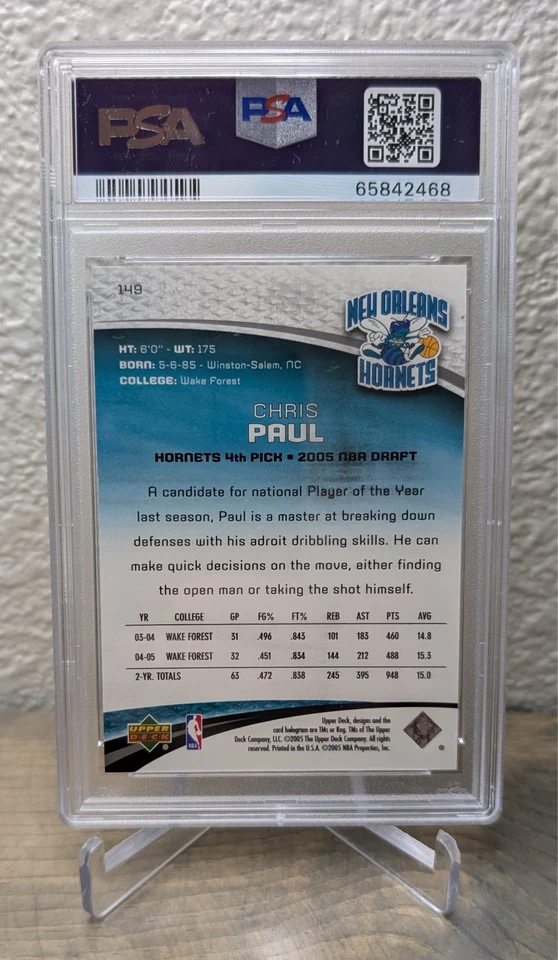 PSA
PSA
65842468
149
NEW ORLEANS
HORNETS
HT: 6'0" - WT: 175
BORN: 5-6-85 - Winston-Salem, NC
COLLEGE: Wake Forest
CHRIS
PAUL
HORNETS 4th PICK ▪ 2005 NBA DRAFT
A candidate for national Player of the Year
last season, Paul is a master at breaking down
defenses with his adroit dribbling skills. He can
make quick decisions on the move, either finding
the open man or taking the shot himself.
YR COLLEGE GP FG% FT% REB AST PTS AVG
03-04 WAKE FOREST 31 .496 .843 101 183 460 14.8
04-05 WAKE FOREST 32 .451 .834 144 212 488 15.3
2-YR. TOTALS 63 .472 .838 245 395 948 15.0
UPPER
DECK
®
NBA
Upper Deck, designs and the
card hologram are TMs or Reg. TMs of The Upper
Deck Company, LLC. ©2005 The Upper Deck Company. All rights
reserved. Printed in the U.S.A. ©2005 NBA Properties, Inc.